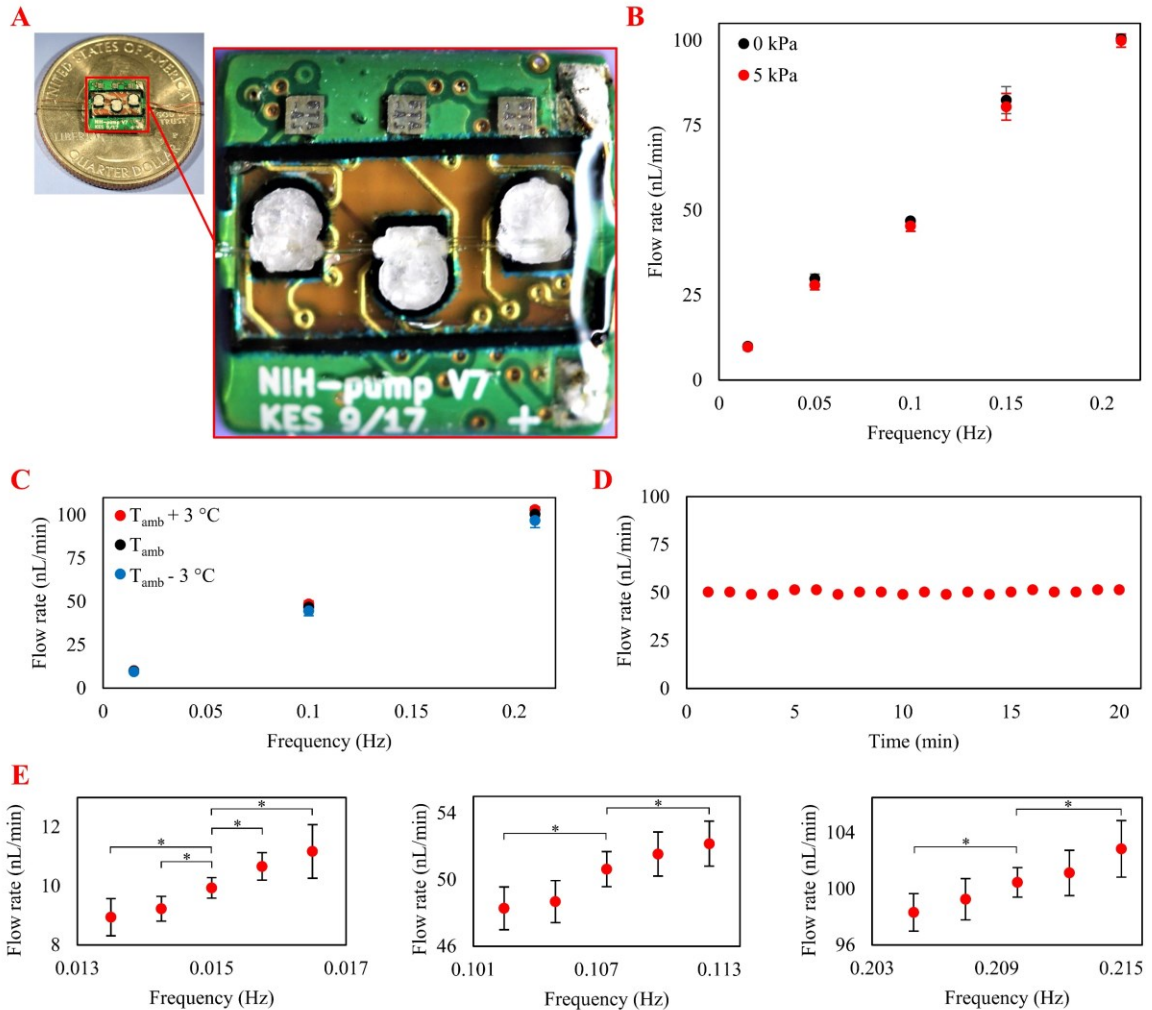 A
UNITED STATES OF AMERICA
LIBERTY
TRUST
QUARTER DOLLAR
NIH-pump V7
KES 9/17
+
B
0 kPa
5 kPa
100
75
50
25
0
Flow rate (nL/min)
0.05
0.1
0.15
0.2
Frequency (Hz)
C
T_amb + 3 °C
T_amb
T_amb - 3 °C
100
75
50
25
0
Flow rate (nL/min)
0
0.05
0.1
0.15
0.2
Frequency (Hz)
D
100
75
50
25
0
Flow rate (nL/min)
0
5
10
15
20
Time (min)
E
12
10
8
Flow rate (nL/min)
* * * *
0.013
0.015
0.017
Frequency (Hz)
54
50
46
Flow rate (nL/min)
* *
0.101
0.107
0.113
Frequency (Hz)
104
100
96
Flow rate (nL/min)
* *
0.203
0.209
0.215
Frequency (Hz)